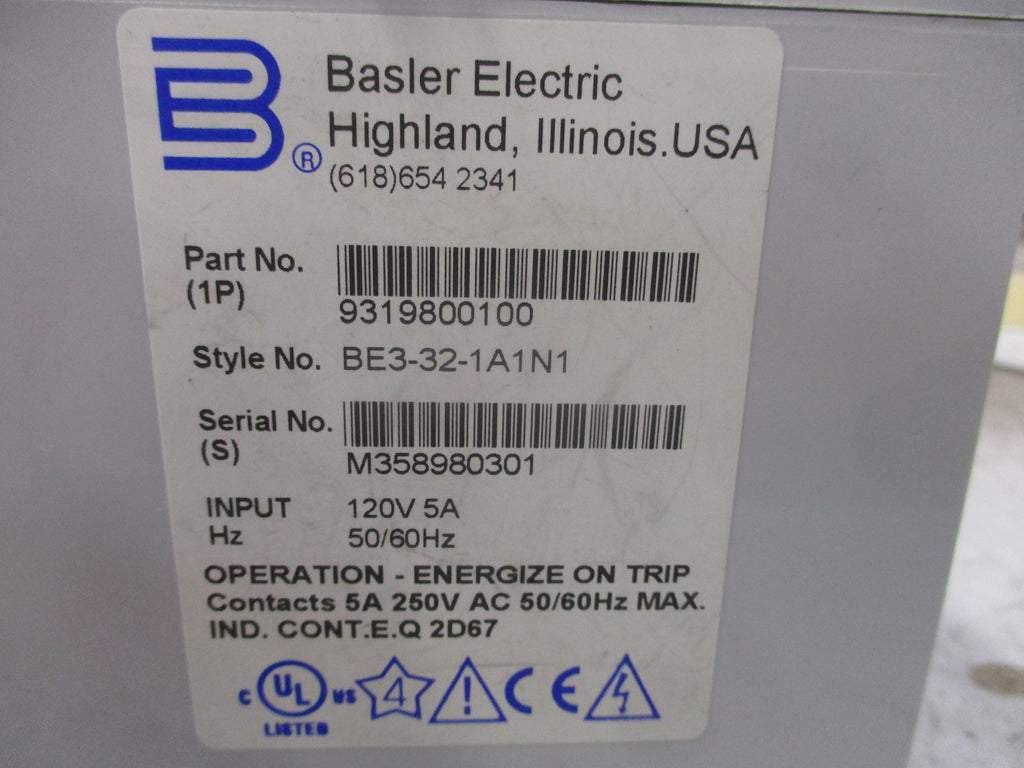 B®
Basler Electric
Highland, Illinois.USA
(618)654 2341
Part No.
(1P)
9319800100
Style No. BE3-32-1A1N1
Serial No.
(S)
M358980301
INPUT 120V 5A
Hz 50/60Hz
OPERATION - ENERGIZE ON TRIP
Contacts 5A 250V AC 50/60Hz MAX.
IND. CONT.E.Q 2D67
c UL us 4 ! CE
LISTED